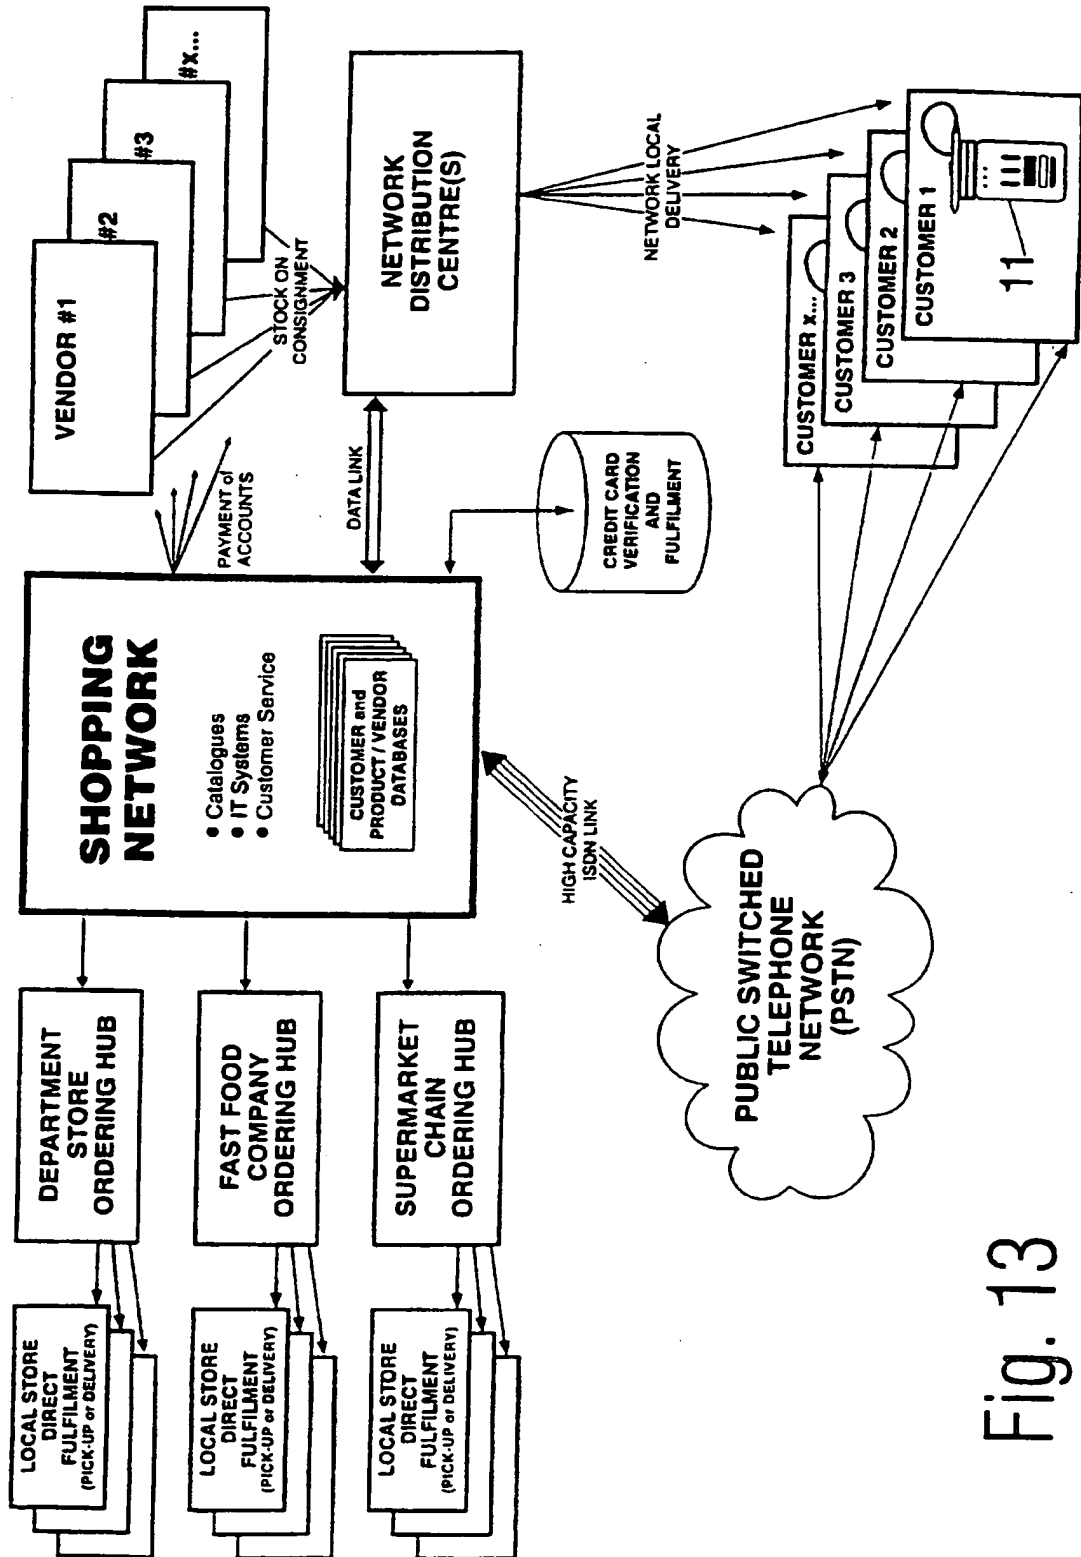 VENDOR #1
#2
#3
#x...
STOCK ON
CONSIGNMENT
PAYMENT of
ACCOUNTS
NETWORK
DISTRIBUTION
CENTRE(S)
DATA LINK
SHOPPING
NETWORK
● Catalogues
● IT Systems
● Customer Service
CUSTOMER and
PRODUCT / VENDOR
DATABASES
CREDIT CARD
VERIFICATION
AND
FULFILMENT
NETWORK LOCAL
DELIVERY
CUSTOMER x...
CUSTOMER 3
CUSTOMER 2
CUSTOMER 1
11
HIGH CAPACITY
ISDN LINK
PUBLIC SWITCHED
TELEPHONE
NETWORK
(PSTN)
DEPARTMENT
STORE
ORDERING HUB
FAST FOOD
COMPANY
ORDERING HUB
SUPERMARKET
CHAIN
ORDERING HUB
LOCAL STORE
DIRECT
FULFILMENT
(PICK-UP or DELIVERY)
LOCAL STORE
DIRECT
FULFILMENT
(PICK-UP or DELIVERY)
LOCAL STORE
DIRECT
FULFILMENT
(PICK-UP or DELIVERY)
Fig. 13